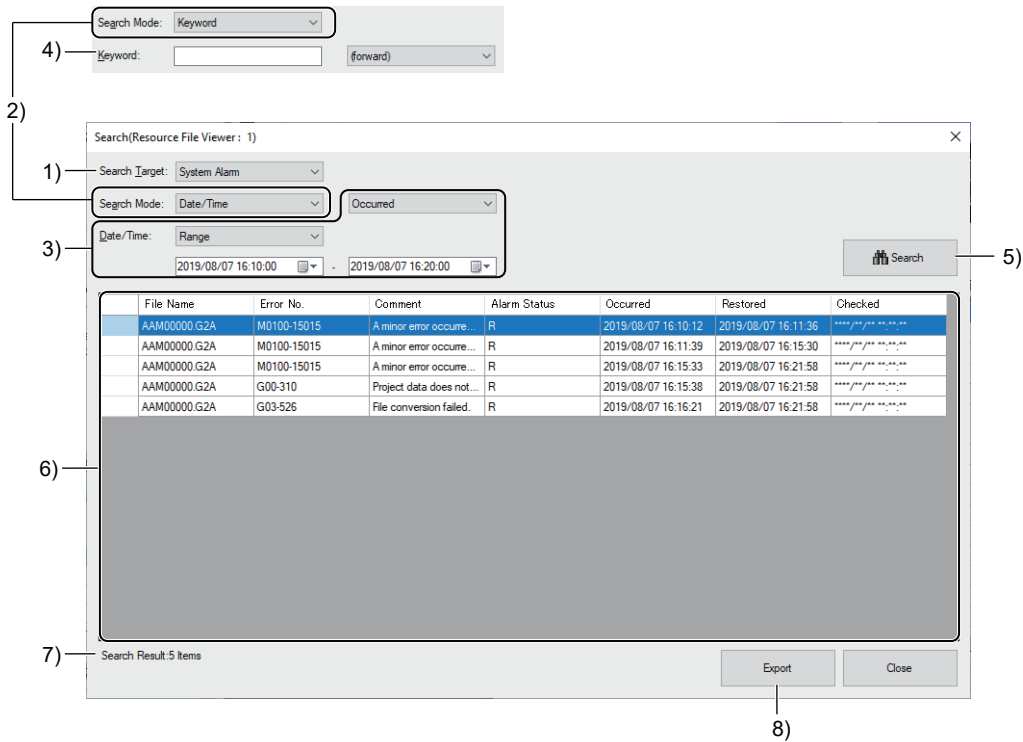 Search Mode: Keyword
4) Keyword: (forward)
2)
Search(Resource File Viewer : 1)
1) Search Target: System Alarm
Search Mode: Date/Time Occurred
3) Date/Time: Range
2019/08/07 16:10:00 - 2019/08/07 16:20:00
Search 5)
File Name Error No. Comment Alarm Status Occurred Restored Checked
AAM00000.G2A M0100-15015 A minor error occurre... R 2019/08/07 16:10:12 2019/08/07 16:11:36 ****/**/** **:**:**
AAM00000.G2A M0100-15015 A minor error occurre... R 2019/08/07 16:11:39 2019/08/07 16:15:30 ****/**/** **:**:**
AAM00000.G2A M0100-15015 A minor error occurre... R 2019/08/07 16:15:33 2019/08/07 16:21:58 ****/**/** **:**:**
AAM00000.G2A G00-310 Project data does not... R 2019/08/07 16:15:38 2019/08/07 16:21:58 ****/**/** **:**:**
AAM00000.G2A G03-526 File conversion failed. R 2019/08/07 16:16:21 2019/08/07 16:21:58 ****/**/** **:**:**
6)
7) Search Result:5 Items
Export Close
8)